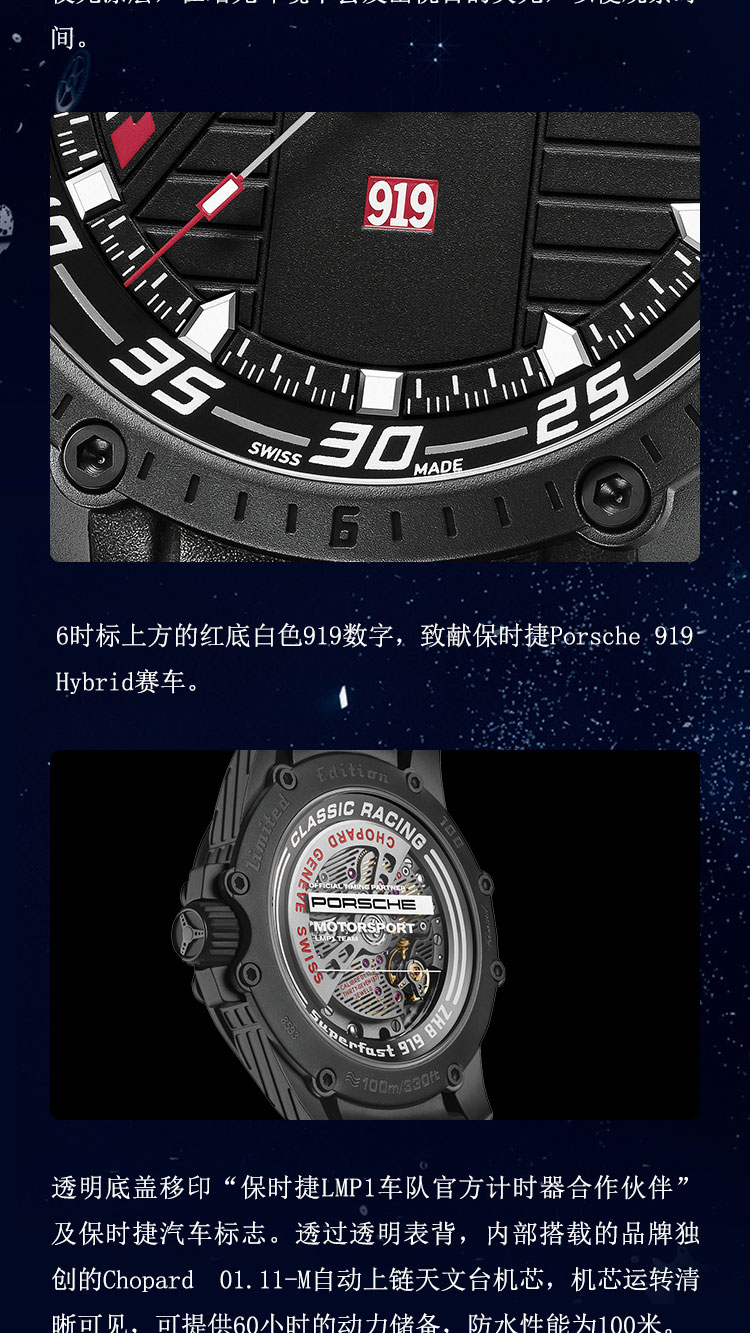 间。
919
35
30
25
SWISS
MADE
6
6时标上方的红底白色919数字，致献保时捷Porsche 919
Hybrid赛车。
Limited Edition
100
CLASSIC RACING
CHOPARD GENEVE SWISS
OFFICIAL TIMING PARTNER
PORSCHE
MOTORSPORT
LMP1 TEAM
JEWELS
Superfast 919 HZ8
≈100m/330ft
8535
透明底盖移印“保时捷LMP1车队官方计时器合作伙伴”
及保时捷汽车标志。透过透明表背，内部搭载的品牌独
创的Chopard 01.11-M自动上链天文台机芯，机芯运转清
晰可见，可提供60小时的动力储备，防水性能为100米。